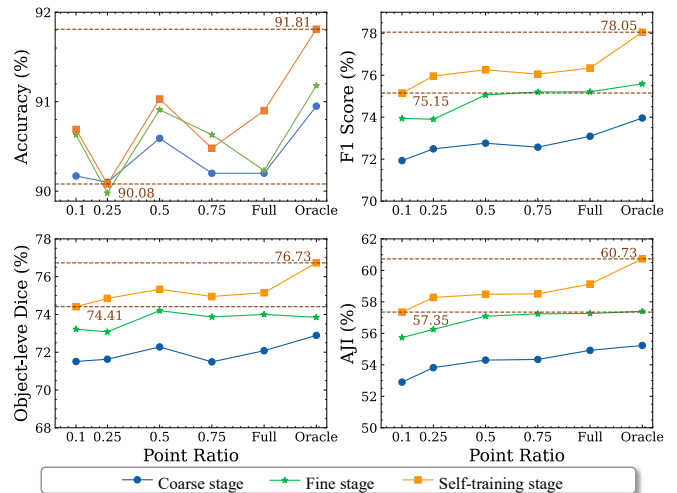 Accuracy (%)
92
91
90
91.81
90.08
0.1 0.25 0.5 0.75 Full Oracle
F1 Score (%)
78
76
74
72
70
78.05
75.15
0.1 0.25 0.5 0.75 Full Oracle
Object-leve Dice (%)
78
76
74
72
70
68
76.73
74.41
0.1 0.25 0.5 0.75 Full Oracle
Point Ratio
AJI (%)
62
60
58
56
54
52
50
60.73
57.35
0.1 0.25 0.5 0.75 Full Oracle
Point Ratio
Coarse stage Fine stage Self-training stage